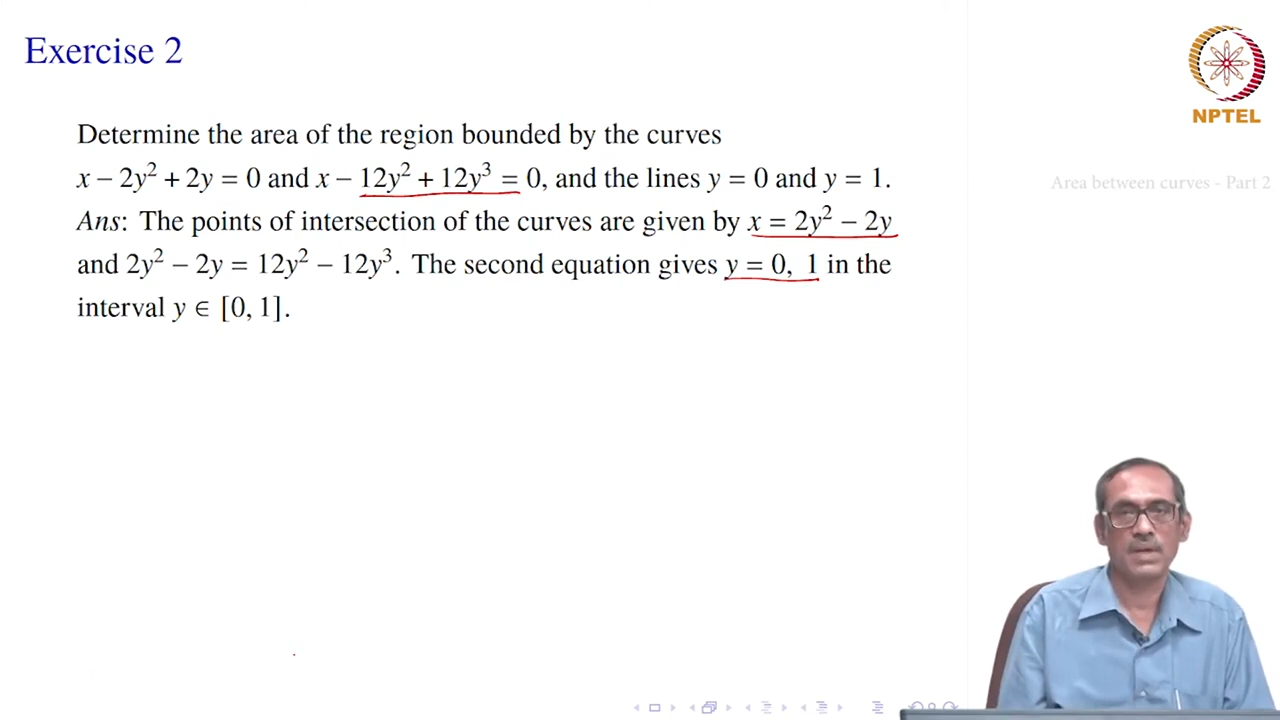 Exercise 2
NPTEL
Determine the area of the region bounded by the curves
x − 2y² + 2y = 0 and x − 12y² + 12y³ = 0, and the lines y = 0 and y = 1.
Area between curves - Part 2
Ans: The points of intersection of the curves are given by x = 2y² − 2y
and 2y² − 2y = 12y² − 12y³. The second equation gives y = 0, 1 in the
interval y ∈ [0, 1].